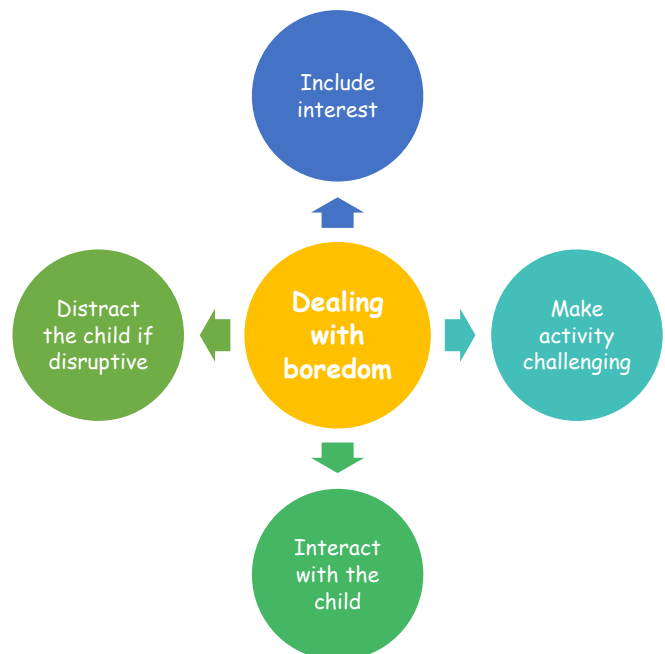 Include
interest
Distract
the child if
disruptive
Dealing
with
boredom
Make
activity
challenging
Interact
with the
child